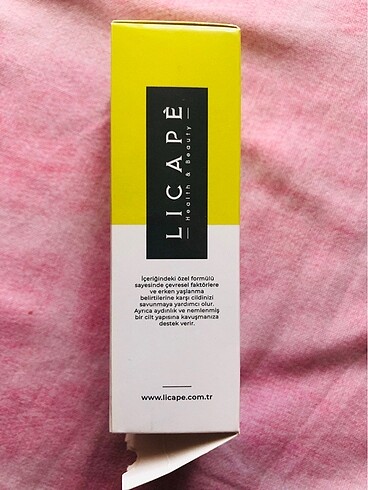 LICAPÈ
Health & Beauty
İçeriğindeki özel formülü
sayesinde çevresel faktörlere
ve erken yaşlanma
belirtilerine karşı cildinizi
savunmaya yardımcı olur.
Ayrıca aydınlık ve nemlenmiş
bir cilt yapısına kavuşmanıza
destek verir.
www.licape.com.tr